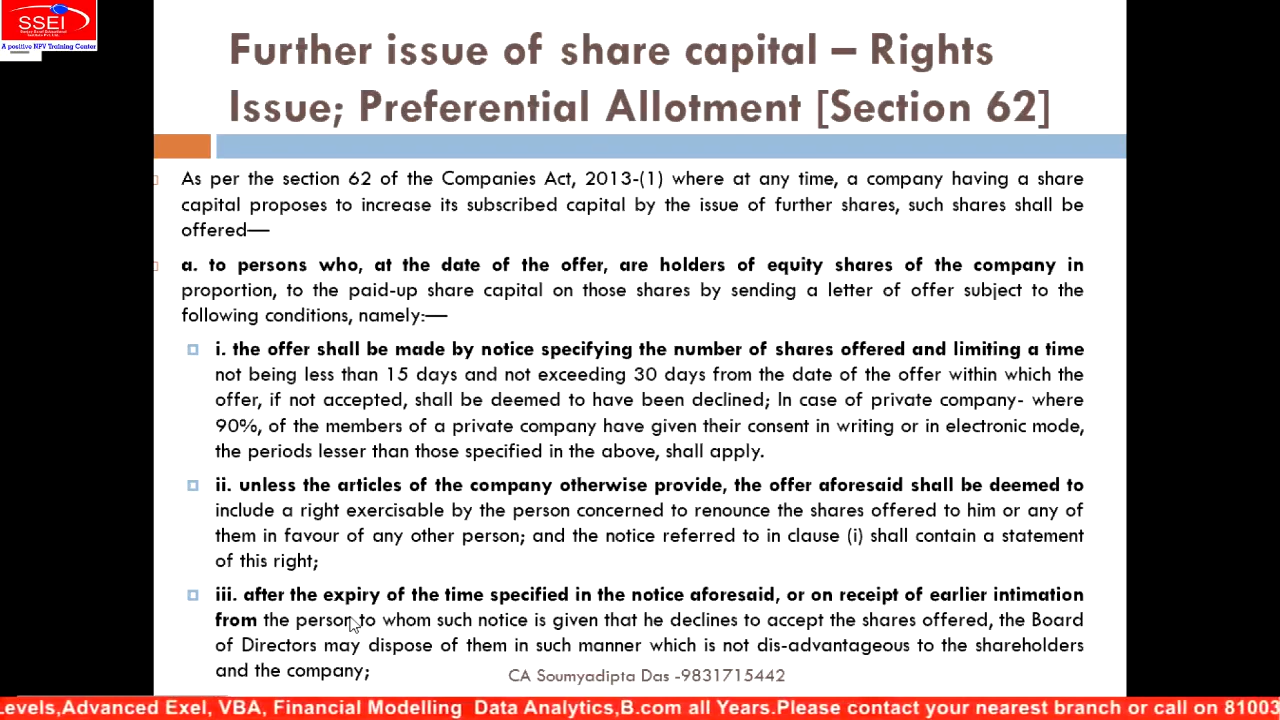 SSEI
A positive NPV Training Center
Further issue of share capital – Rights
Issue; Preferential Allotment [Section 62]
As per the section 62 of the Companies Act, 2013-(1) where at any time, a company having a share
capital proposes to increase its subscribed capital by the issue of further shares, such shares shall be
offered—
a. to persons who, at the date of the offer, are holders of equity shares of the company in
proportion, to the paid-up share capital on those shares by sending a letter of offer subject to the
following conditions, namely:—
i. the offer shall be made by notice specifying the number of shares offered and limiting a time
not being less than 15 days and not exceeding 30 days from the date of the offer within which the
offer, if not accepted, shall be deemed to have been declined; In case of private company- where
90%, of the members of a private company have given their consent in writing or in electronic mode,
the periods lesser than those specified in the above, shall apply.
ii. unless the articles of the company otherwise provide, the offer aforesaid shall be deemed to
include a right exercisable by the person concerned to renounce the shares offered to him or any of
them in favour of any other person; and the notice referred to in clause (i) shall contain a statement
of this right;
iii. after the expiry of the time specified in the notice aforesaid, or on receipt of earlier intimation
from the person to whom such notice is given that he declines to accept the shares offered, the Board
of Directors may dispose of them in such manner which is not dis-advantageous to the shareholders
and the company;
CA Soumyadipta Das -9831715442
Levels,Advanced Exel, VBA, Financial Modelling Data Analytics,B.com all Years.Please contact your nearest branch or call on 81003